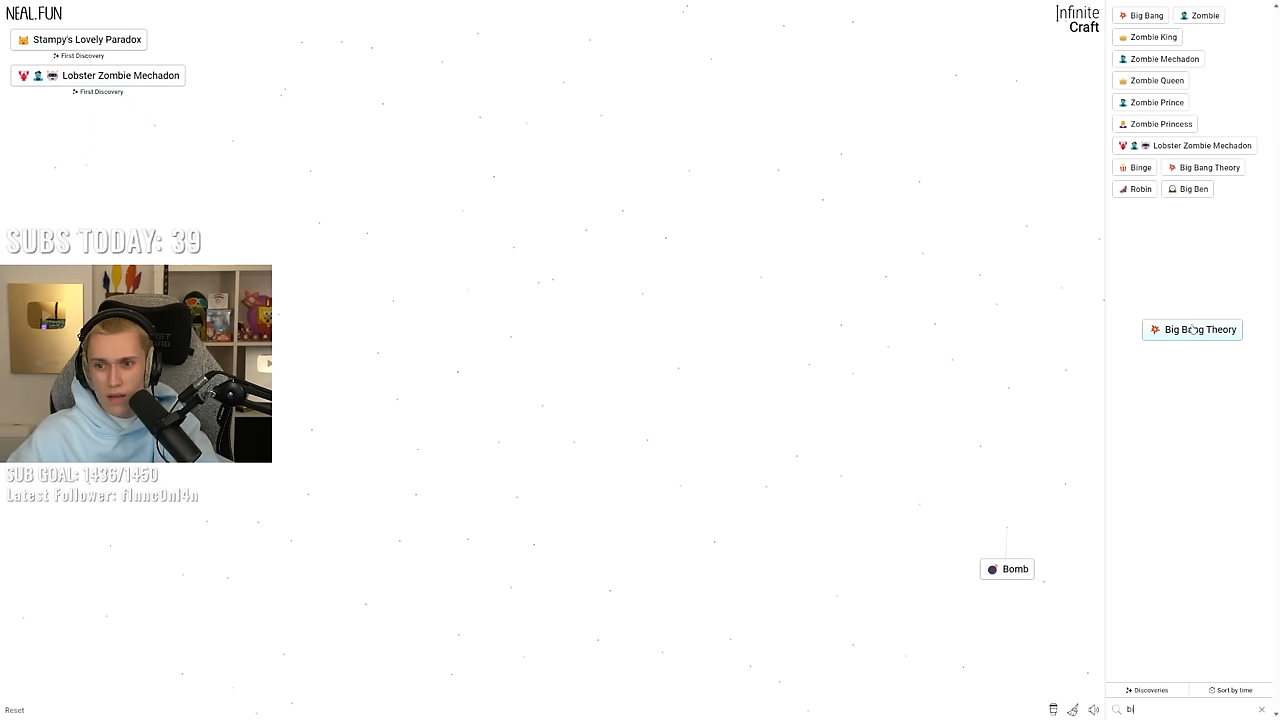 NEAL.FUN
Stampy's Lovely Paradox
First Discovery
Lobster Zombie Mechadon
First Discovery
SUBS TODAY: 39
SUB GOAL: 1436/1450
Latest Follower: f1nnc0n14n
Reset
Infinite
Craft
Bomb
Big Bang Theory
Big Bang Zombie
Zombie King
Zombie Mechadon
Zombie Queen
Zombie Prince
Zombie Princess
Lobster Zombie Mechadon
Binge Big Bang Theory
Robin Big Ben
Discoveries Sort by time
bi